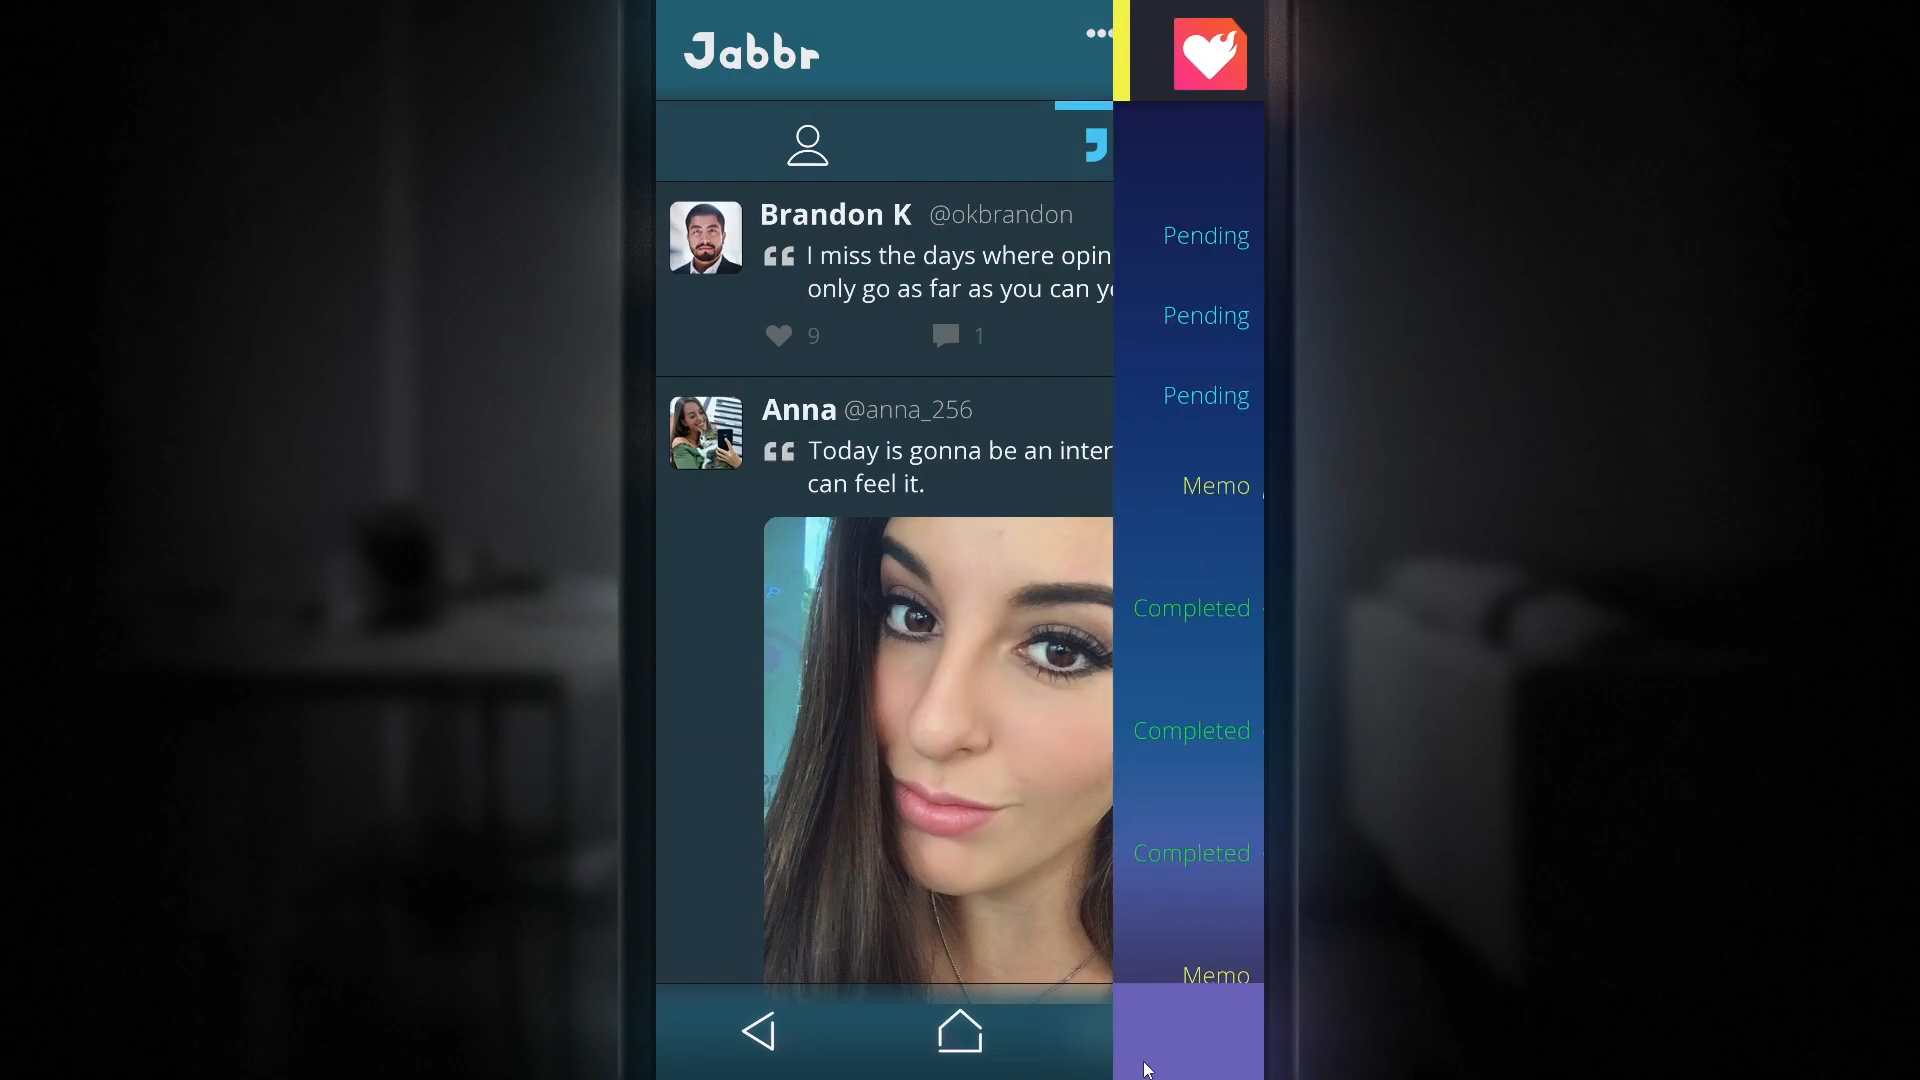 Jabbr
Brandon K @okbrandon
I miss the days where opin
only go as far as you can y
9 1
Anna @anna_256
Today is gonna be an inter
can feel it.
Pending
Pending
Pending
Memo
Completed
Completed
Completed
Memo